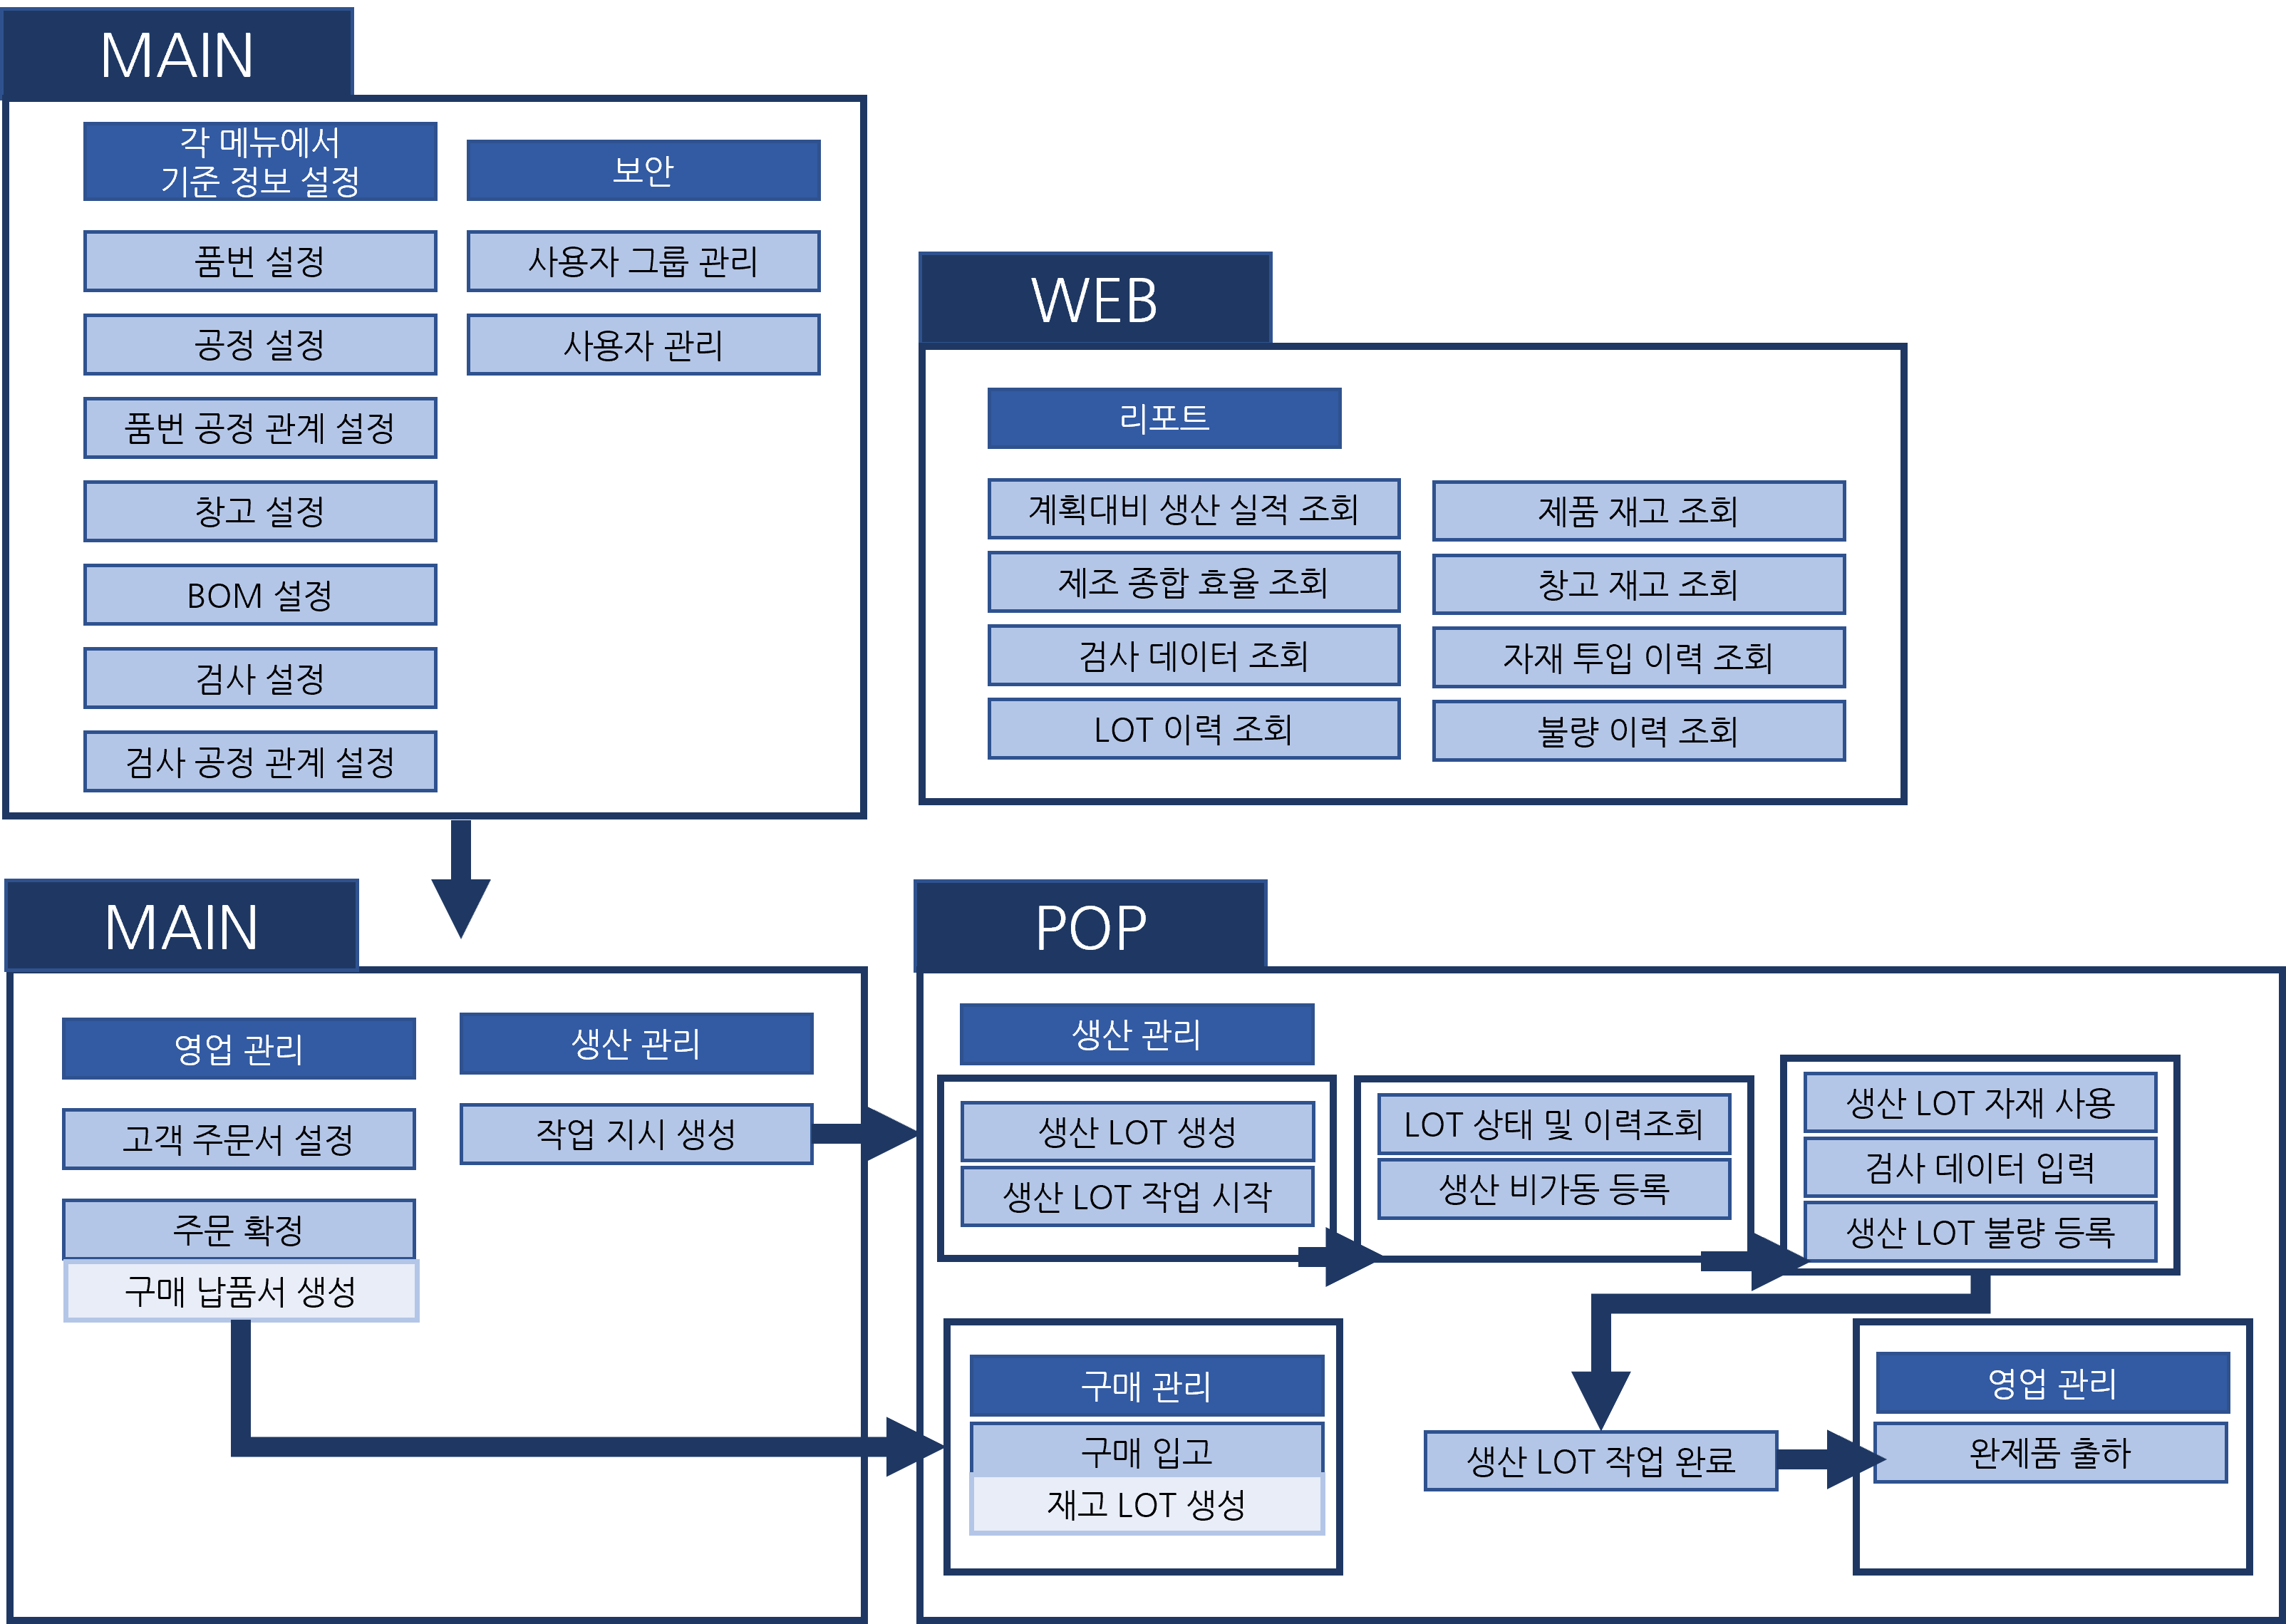 MAIN
각 메뉴에서
기준 정보 설정
품번 설정
공정 설정
품번 공정 관계 설정
창고 설정
BOM 설정
검사 설정
검사 공정 관계 설정
보안
사용자 그룹 관리
사용자 관리
WEB
리포트
계획대비 생산 실적 조회
제조 종합 효율 조회
검사 데이터 조회
LOT 이력 조회
제품 재고 조회
창고 재고 조회
자재 투입 이력 조회
불량 이력 조회
MAIN
영업 관리
고객 주문서 설정
주문 확정
구매 납품서 생성
생산 관리
작업 지시 생성
POP
생산 관리
생산 LOT 생성
생산 LOT 작업 시작
LOT 상태 및 이력조회
생산 비가동 등록
생산 LOT 자재 사용
검사 데이터 입력
생산 LOT 불량 등록
구매 관리
구매 입고
재고 LOT 생성
생산 LOT 작업 완료
영업 관리
완제품 출하